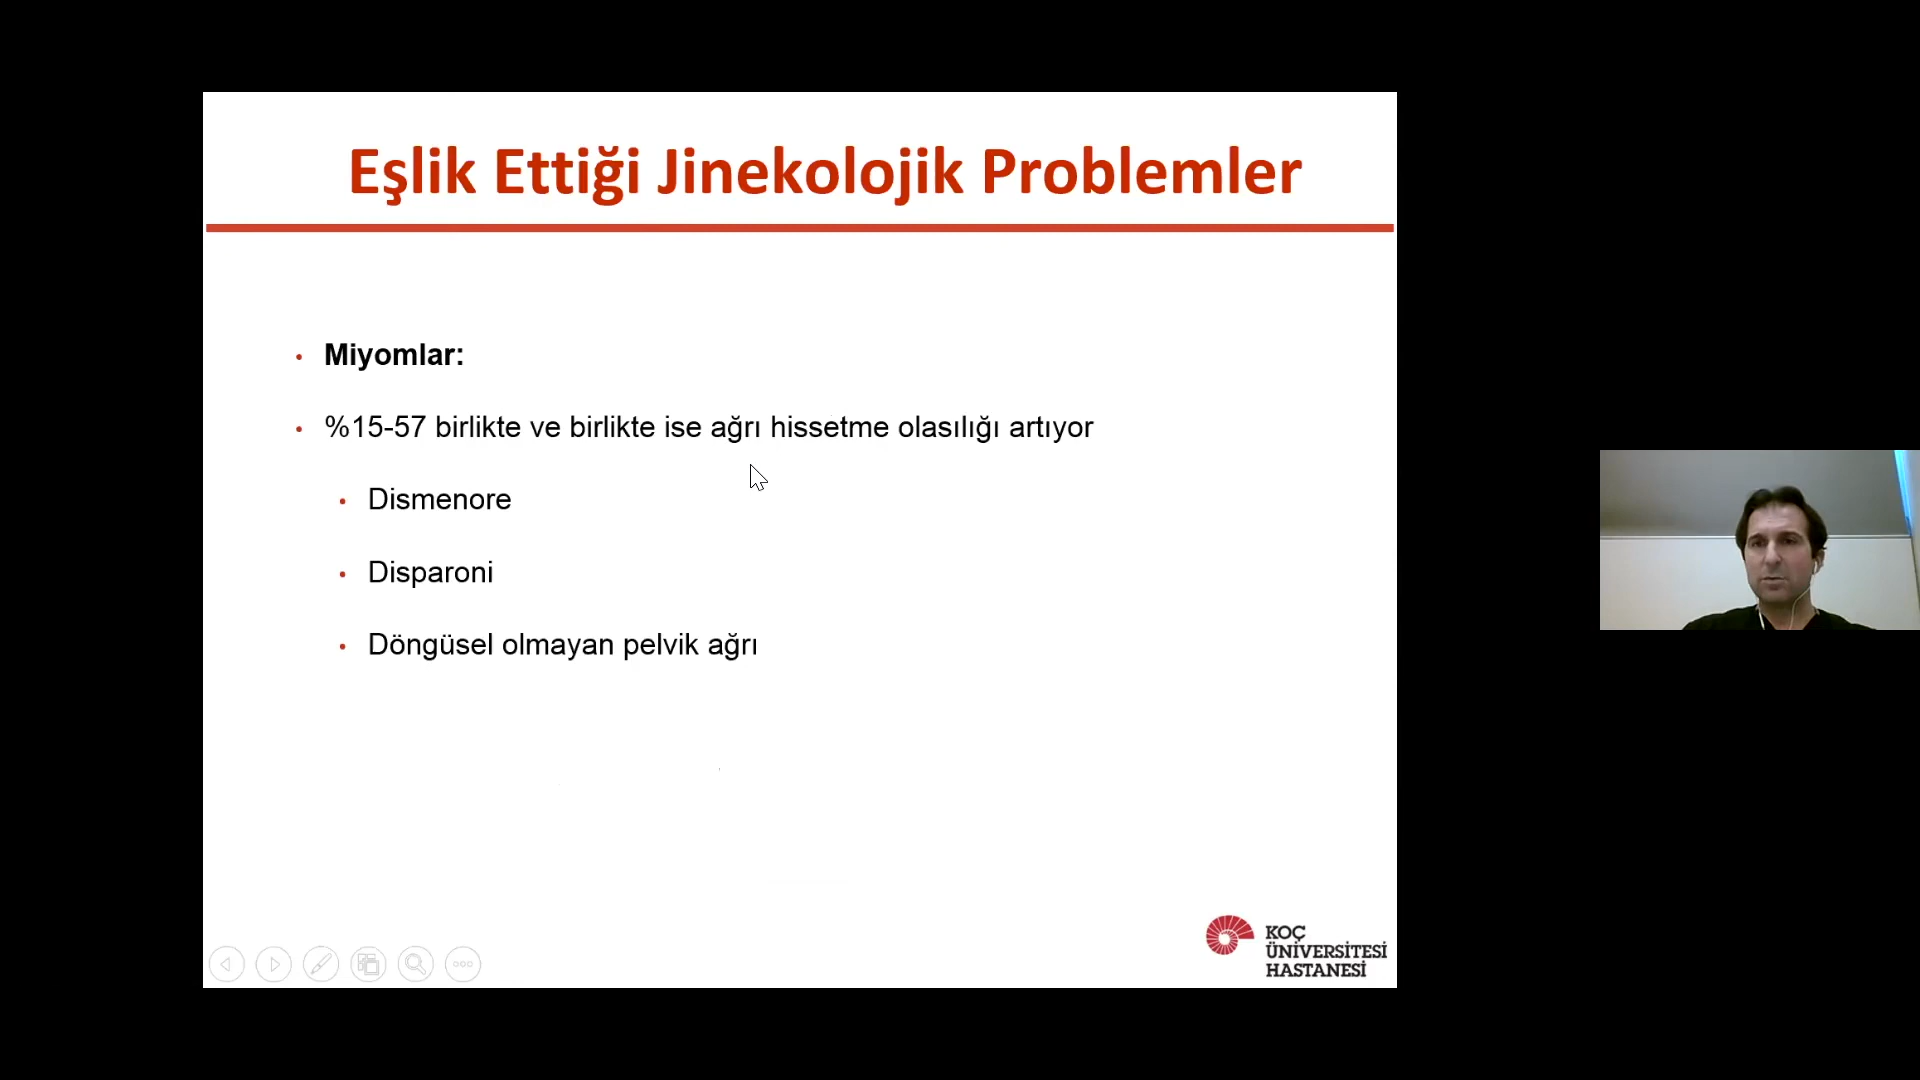 Eşlik Ettiği Jinekolojik Problemler
Miyomlar:
%15-57 birlikte ve birlikte ise ağrı hissetme olasılığı artıyor
Dismenore
Disparoni
Döngüsel olmayan pelvik ağrı
KOÇ
ÜNİVERSİTESİ
HASTANESİ